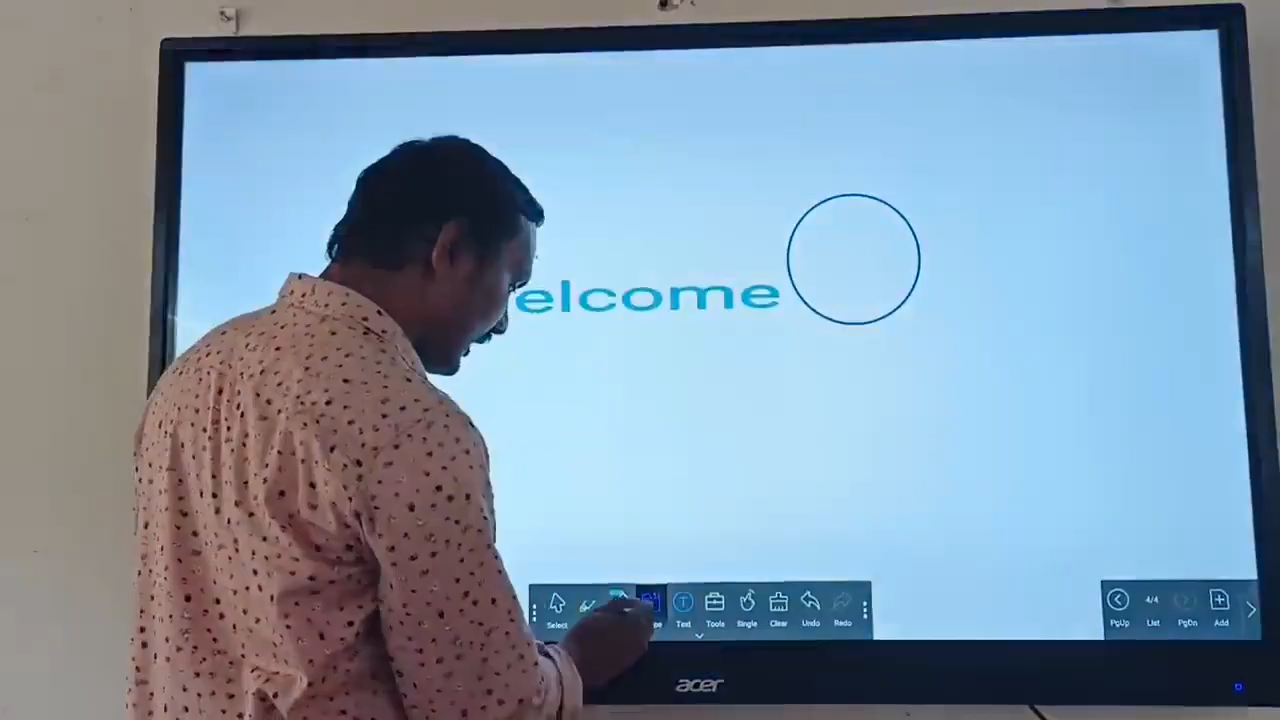 elcome
Select
Text
Tools
Single
Clear
Undo
Redo
PgUp
4/4
List
PgDn
Add
acer